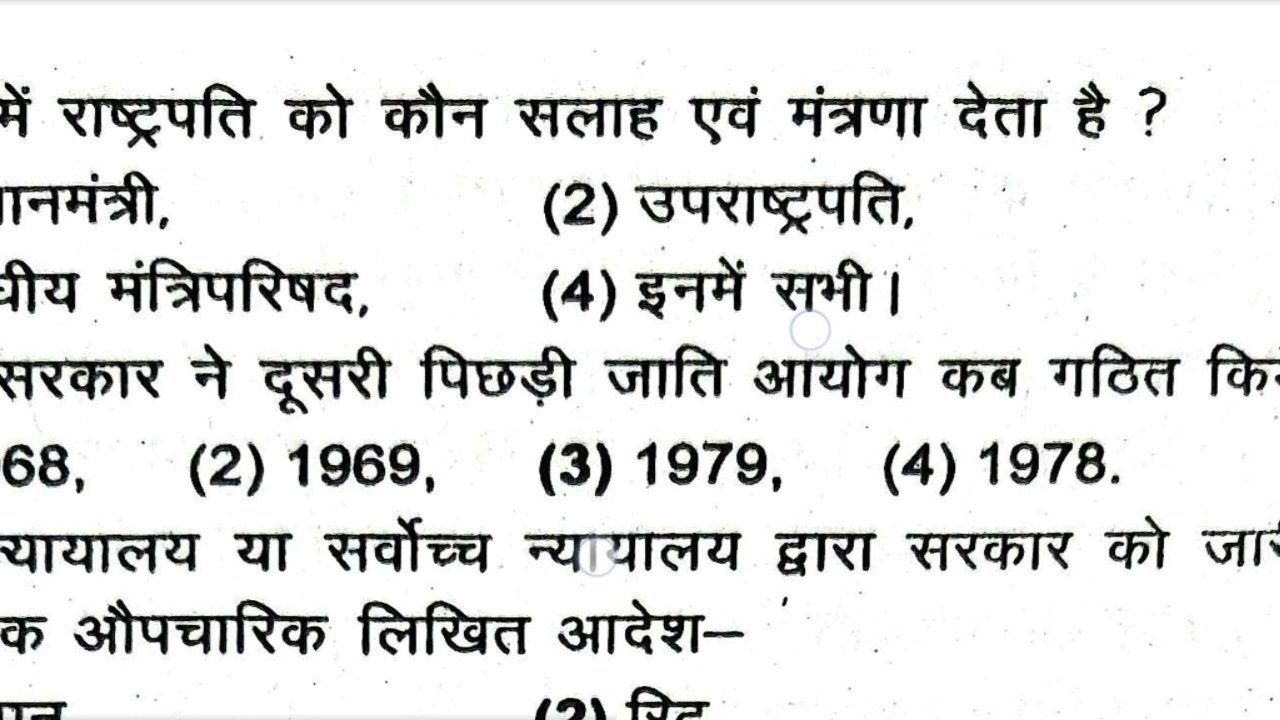 में राष्ट्रपति को कौन सलाह एवं मंत्रणा देता है ?
ानमंत्री, (2) उपराष्ट्रपति,
घीय मंत्रिपरिषद, (4) इनमें सभी।
सरकार ने दूसरी पिछड़ी जाति आयोग कब गठित
68, (2) 1969, (3) 1979, (4) 1978.
न्यायालय या सर्वोच्च न्यायालय द्वारा सरकार को
क औपचारिक लिखित आदेश–
(2) रिट